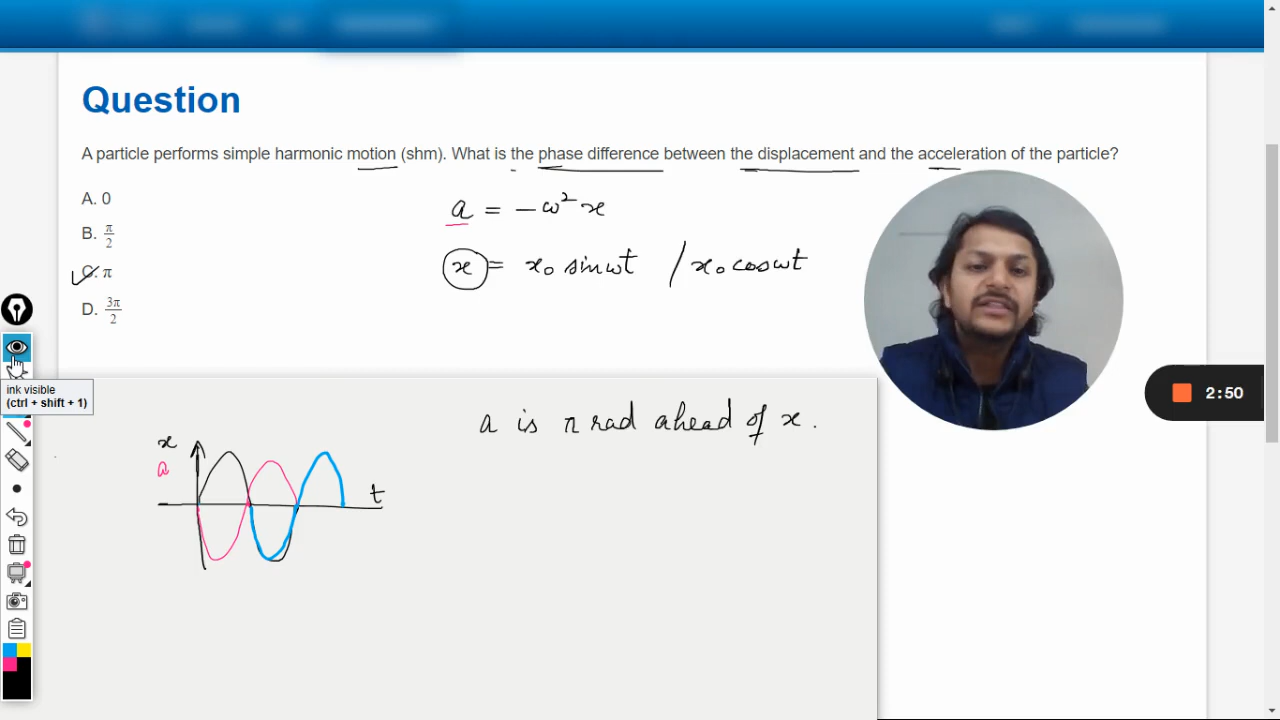 Question
A particle performs simple harmonic motion (shm). What is the phase difference between the displacement and the acceleration of the particle?
A. 0
B. π/2
C. π
D. 3π/2
a = -ω² x
x = x₀ sinωt / x₀ cosωt
ink visible
(ctrl + shift + 1)
2:50
a is π rad ahead of x.
x
a
t